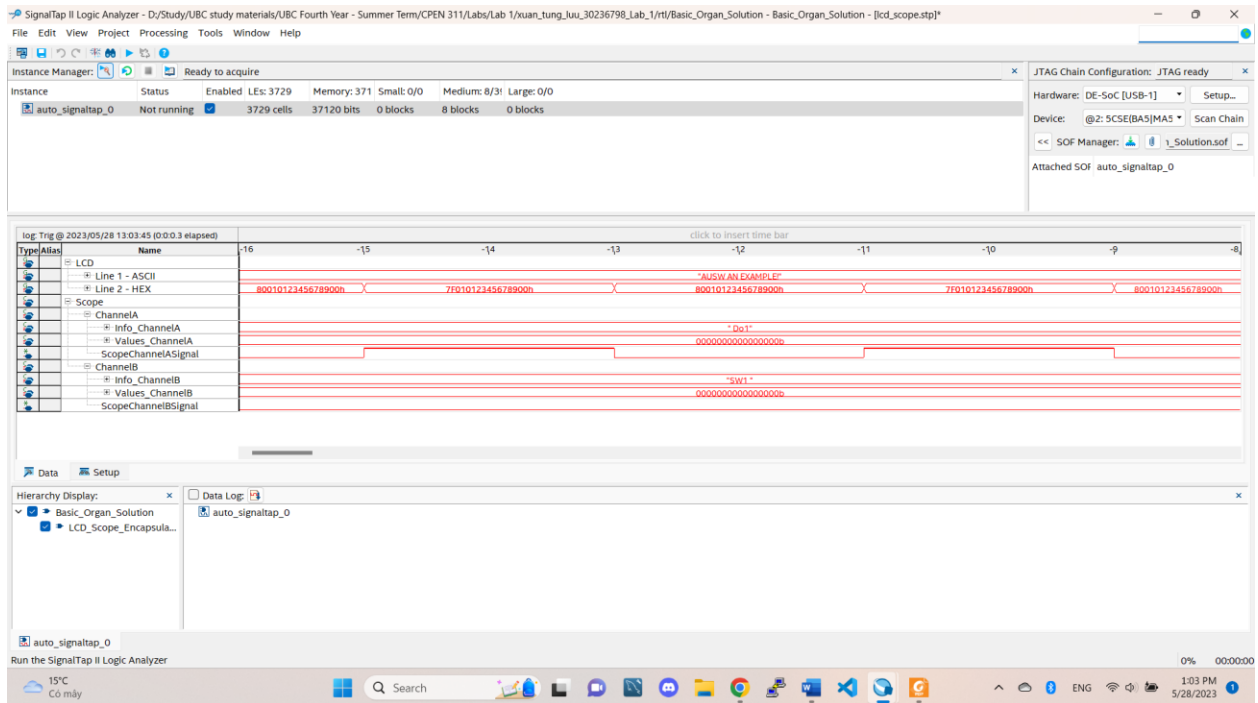 SignalTap II Logic Analyzer - D:/Study/UBC study materials/UBC Fourth Year - Summer Term/CPEN 311/Labs/Lab 1/xuan_tung_luu_30236798_Lab_1/rtl/Basic_Organ_Solution - Basic_Organ_Solution - [lcd_scope.stp]*
File Edit View Project Processing Tools Window Help
Instance Manager: Ready to acquire
JTAG Chain Configuration: JTAG ready
Instance Status Enabled LEs: 3729 Memory: 371 Small: 0/0 Medium: 8/39 Large: 0/0
auto_signaltap_0 Not running 3729 cells 37120 bits 0 blocks 8 blocks 0 blocks
Hardware: DE-SoC [USB-1] Setup...
Device: @2: 5CSE(BA5|MA5 Scan Chain
<< SOF Manager: 1_Solution.sof ...
Attached SOF auto_signaltap_0
log: Trig @ 2023/05/28 13:03:45 (0:0:0.3 elapsed) click to insert time bar
Type Alias Name -16 -15 -14 -13 -12 -11 -10 -9 -8
LCD
Line 1 - ASCII "AUSW AN EXAMPLE!"
Line 2 - HEX 8001012345678900h 7F01012345678900h 8001012345678900h 7F01012345678900h 8001012345678900h
Scope
ChannelA
Info_ChannelA " Do1"
Values_ChannelA 0000000000000000b
ScopeChannelASignal
ChannelB
Info_ChannelB "SW1 "
Values_ChannelB 0000000000000000b
ScopeChannelBSignal
Data Setup
Hierarchy Display: Data Log:
Basic_Organ_Solution auto_signaltap_0
LCD_Scope_Encapsula...
auto_signaltap_0
Run the SignalTap II Logic Analyzer 0% 00:00:00
15°C
Có mây
Search
ENG
1:03 PM
5/28/2023
1